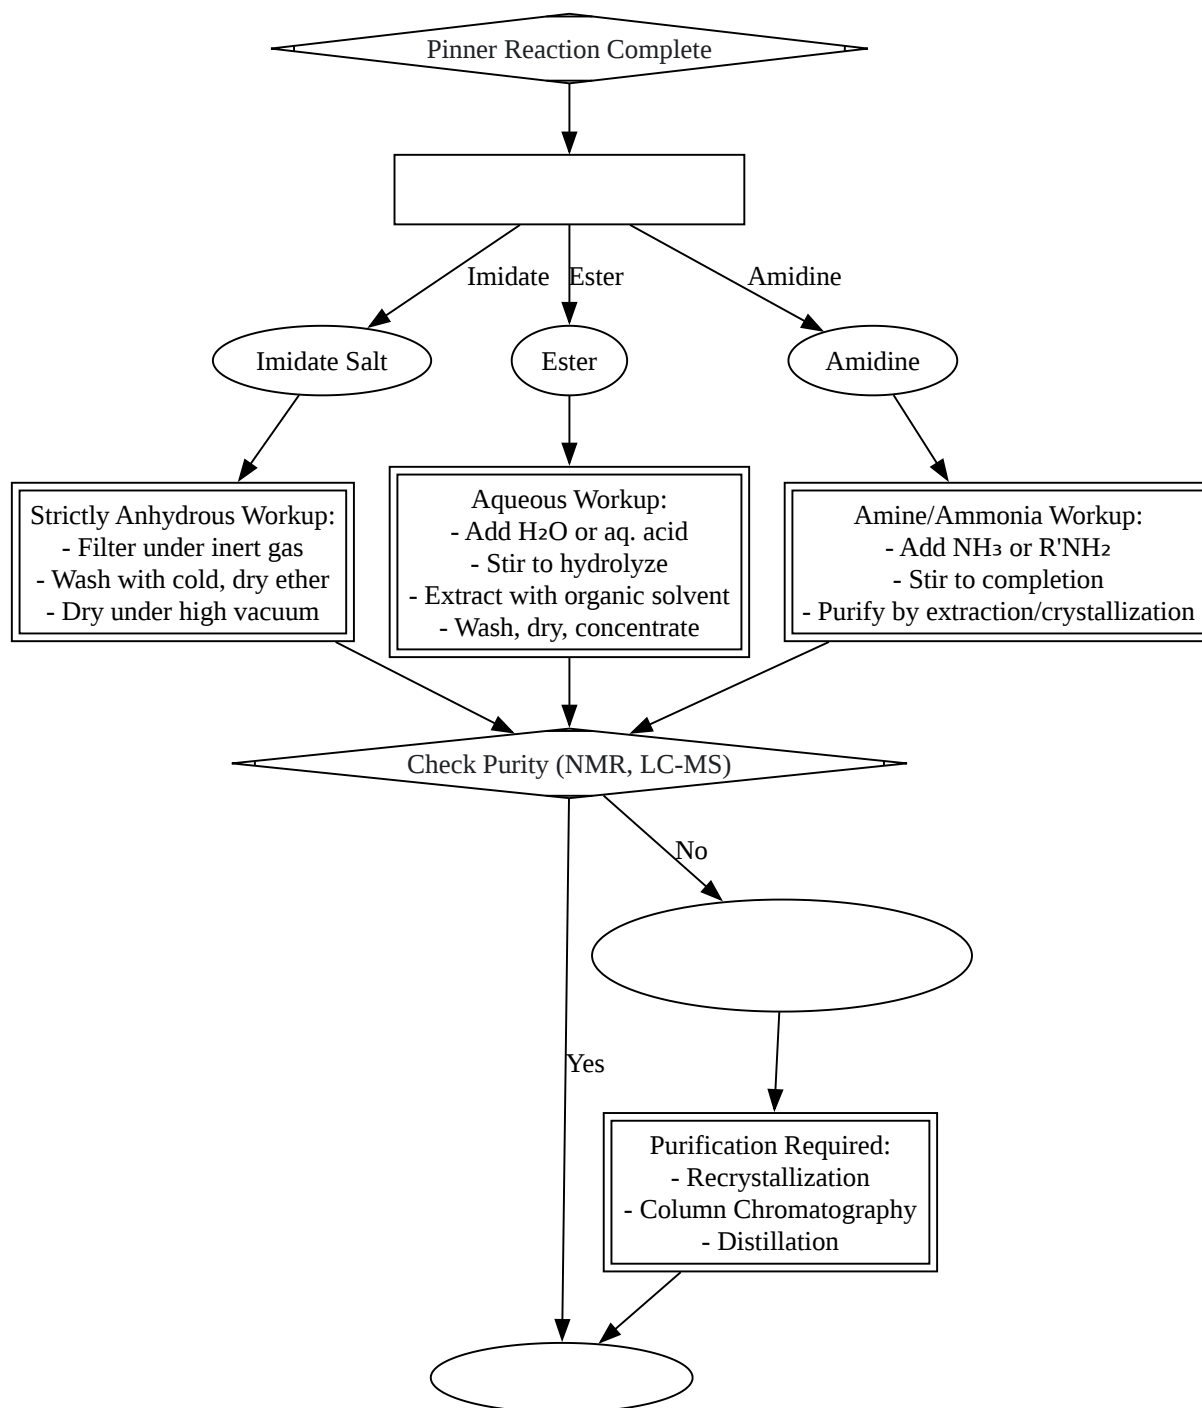 Pinner Reaction Complete
Imidate
Ester
Amidine
Imidate Salt
Ester
Amidine
Strictly Anhydrous Workup:
- Filter under inert gas
- Wash with cold, dry ether
- Dry under high vacuum
Aqueous Workup:
- Add H₂O or aq. acid
- Stir to hydrolyze
- Extract with organic solvent
- Wash, dry, concentrate
Amine/Ammonia Workup:
- Add NH₃ or R'NH₂
- Stir to completion
- Purify by extraction/crystallization
Check Purity (NMR, LC-MS)
No
Yes
Purification Required:
- Recrystallization
- Column Chromatography
- Distillation